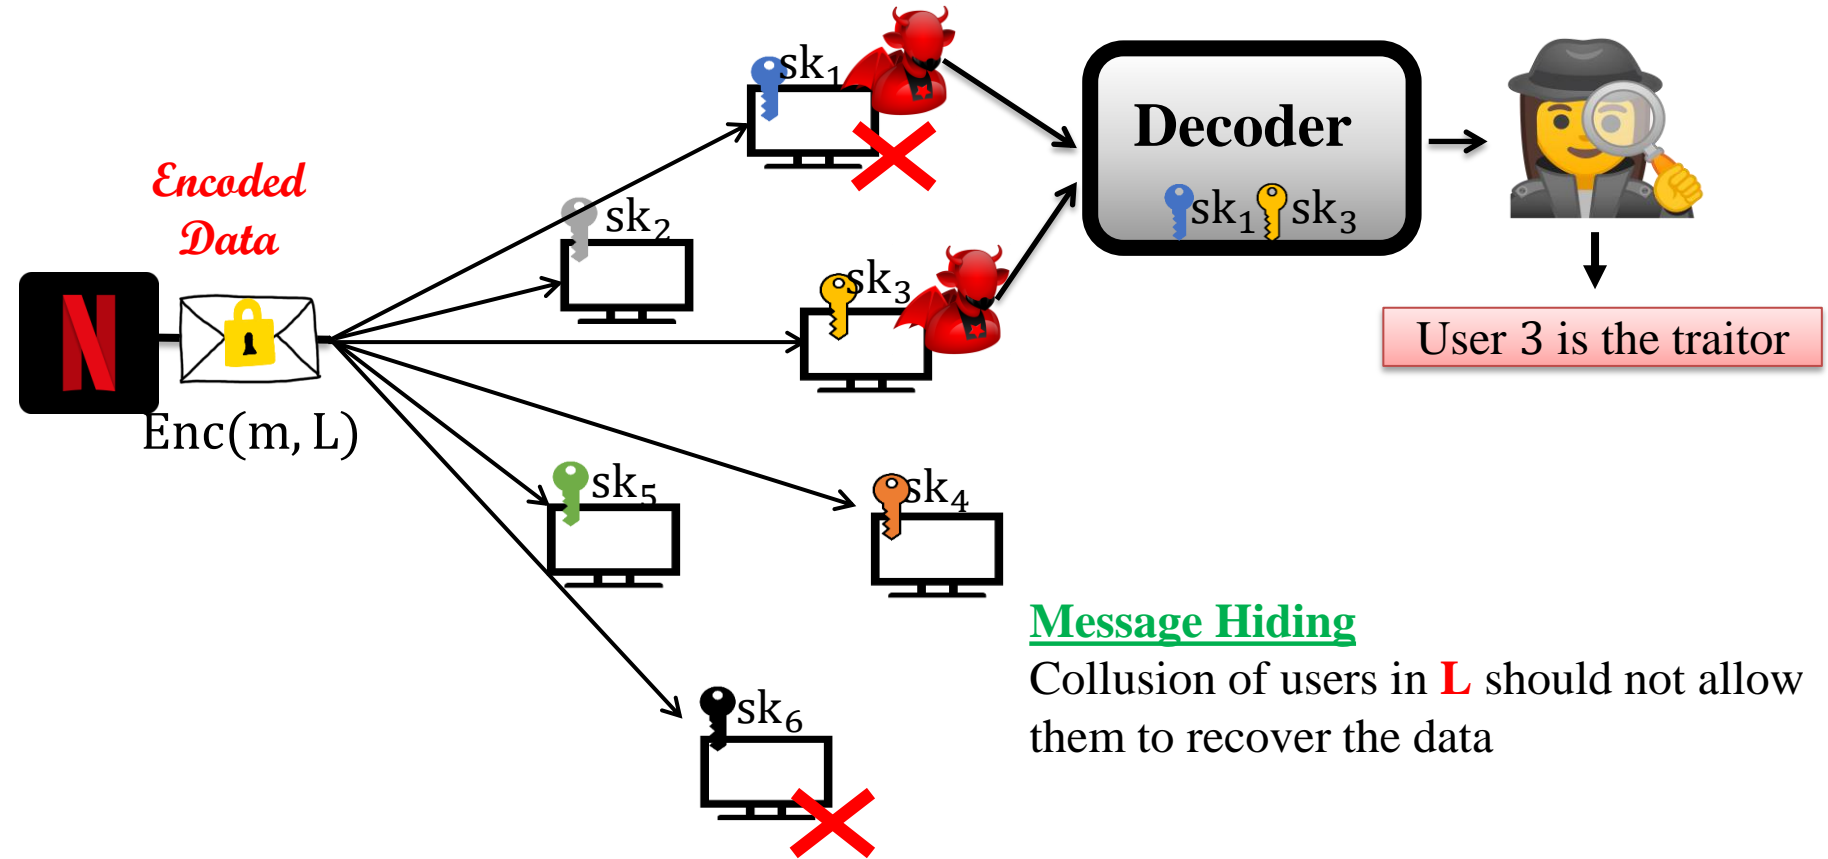 Encoded
Data
N
Enc(m, L)
sk₁
sk₂
sk₃
sk₄
sk₅
sk₆
Decoder
sk₁ sk₃
User 3 is the traitor
Message Hiding
Collusion of users in L should not allow
them to recover the data